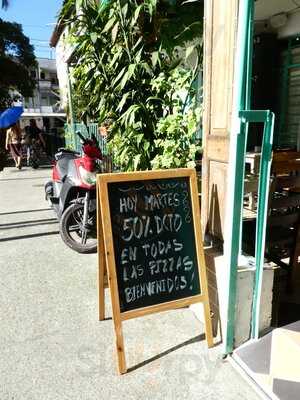 HOY MARTES
50% DCTO
EN TODAS
LAS PIZZAS
BIENVENIDOS!